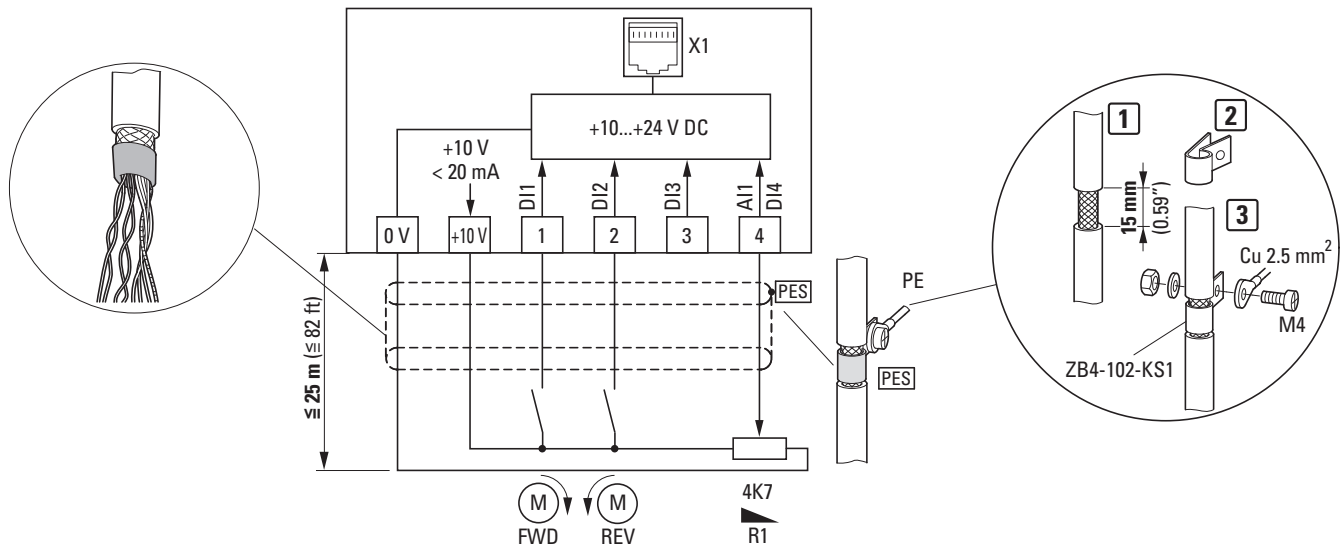 X1
+10...+24 V DC
+10 V
< 20 mA
DI1
DI2
DI3
AI1
DI4
0 V
+10 V
1
2
3
4
≦ 25 m (≦ 82 ft)
PES
PE
PES
M
M
FWD
REV
4K7
R1
1
2
15 mm
(0.59″)
3
Cu 2.5 mm²
M4
ZB4-102-KS1